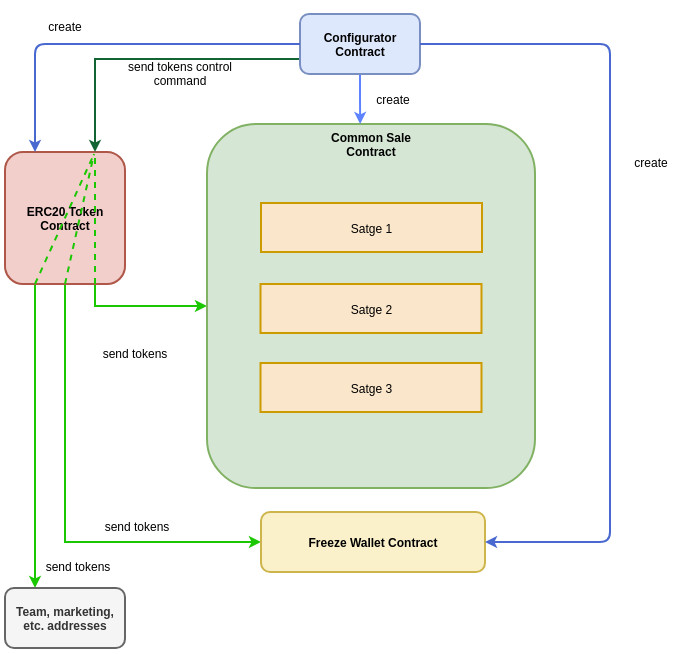 create
Configurator
Contract
send tokens control
command
create
Common Sale
Contract
create
ERC20 Token
Contract
Satge 1
Satge 2
send tokens
Satge 3
send tokens
Freeze Wallet Contract
send tokens
Team, marketing,
etc. addresses